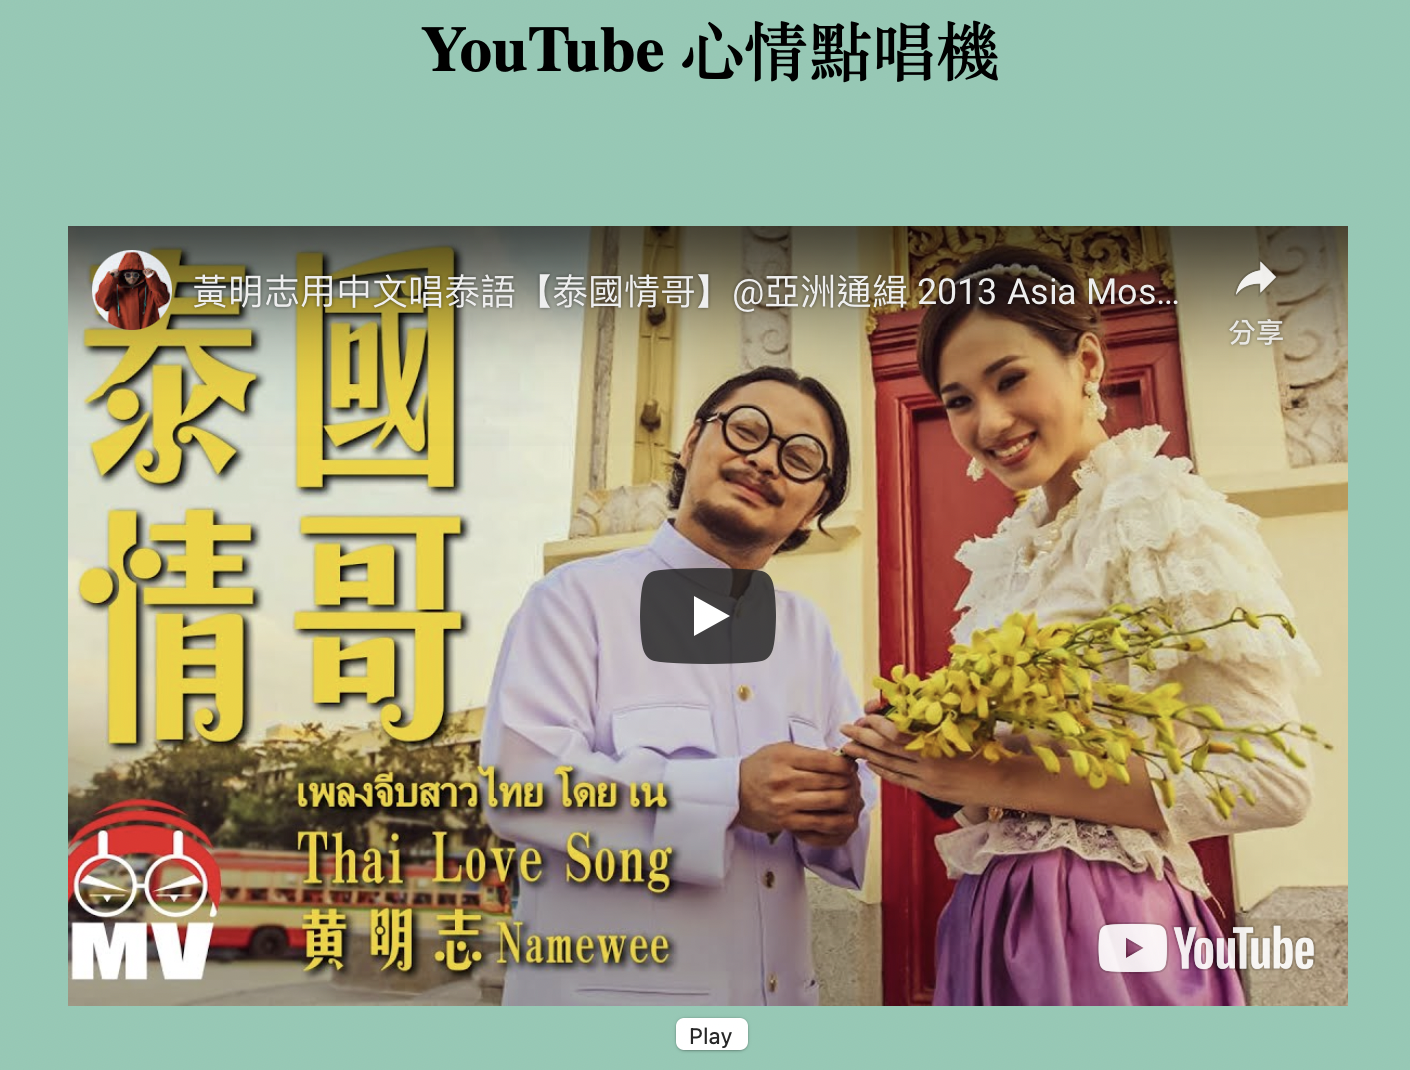 YouTube 心情點唱機
黃明志用中文唱泰語【泰國情哥】@亞洲通緝 2013 Asia Mos...
分享
泰國
情哥
เพลงจีบสาวไทย โดย เน
Thai Love Song
黄明志 Namewee
MV
YouTube
Play